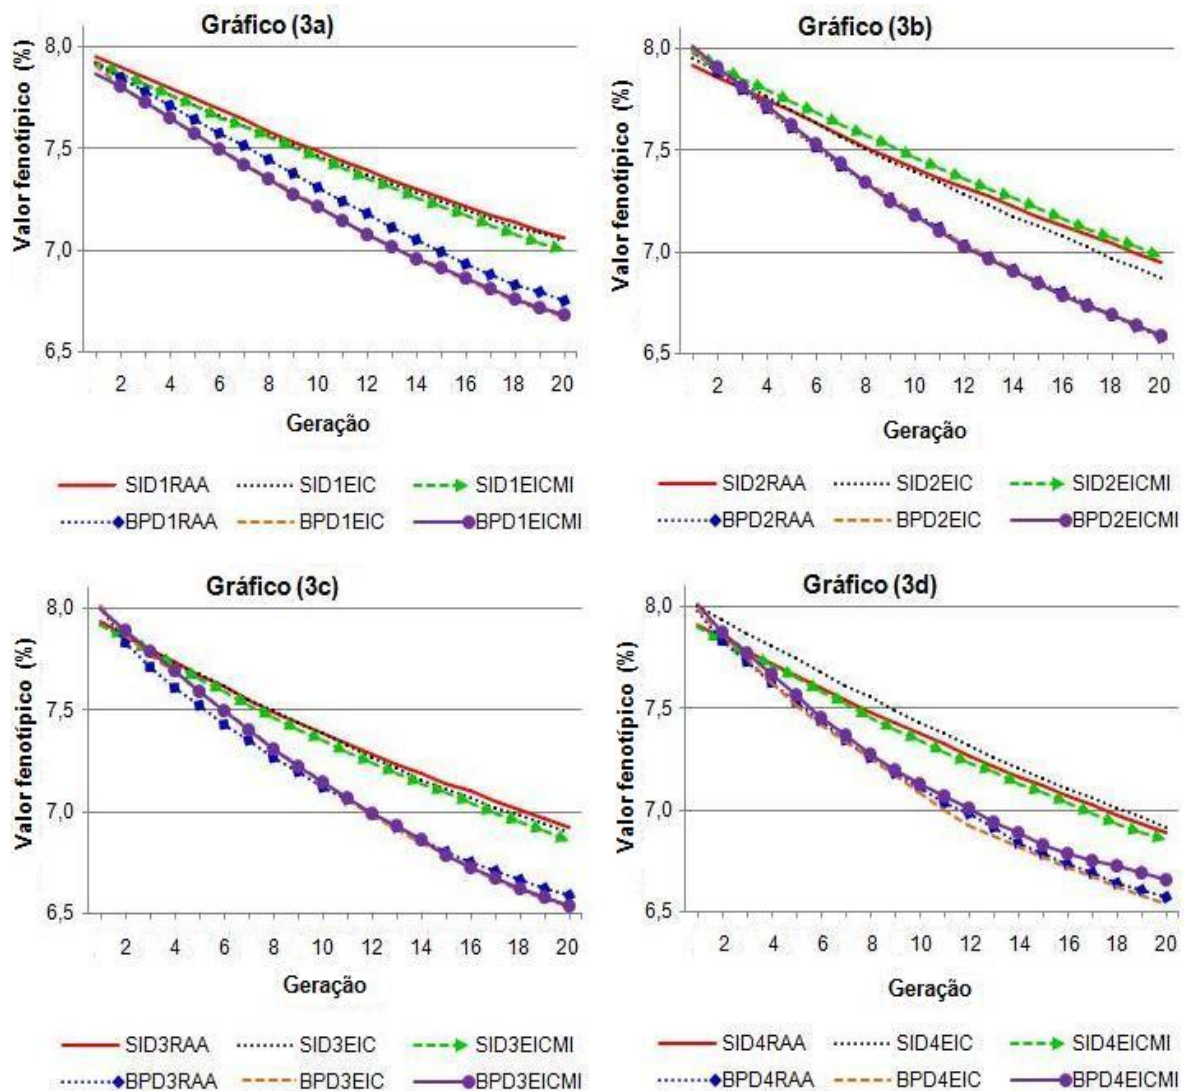 Gráfico (3a)
Valor fenotípico (%)
8,0
7,5
7,0
6,5
2 4 6 8 10 12 14 16 18 20
Geração
SID1RAA SID1EIC SID1EICMI
BPD1RAA BPD1EIC BPD1EICMI
Gráfico (3b)
Valor fenotípico (%)
8,0
7,5
7,0
6,5
2 4 6 8 10 12 14 16 18 20
Geração
SID2RAA SID2EIC SID2EICMI
BPD2RAA BPD2EIC BPD2EICMI
Gráfico (3c)
Valor fenotípico (%)
8,0
7,5
7,0
6,5
2 4 6 8 10 12 14 16 18 20
Geração
SID3RAA SID3EIC SID3EICMI
BPD3RAA BPD3EIC BPD3EICMI
Gráfico (3d)
Valor fenotípico (%)
8,0
7,5
7,0
6,5
2 4 6 8 10 12 14 16 18 20
Geração
SID4RAA SID4EIC SID4EICMI
BPD4RAA BPD4EIC BPD4EICMI